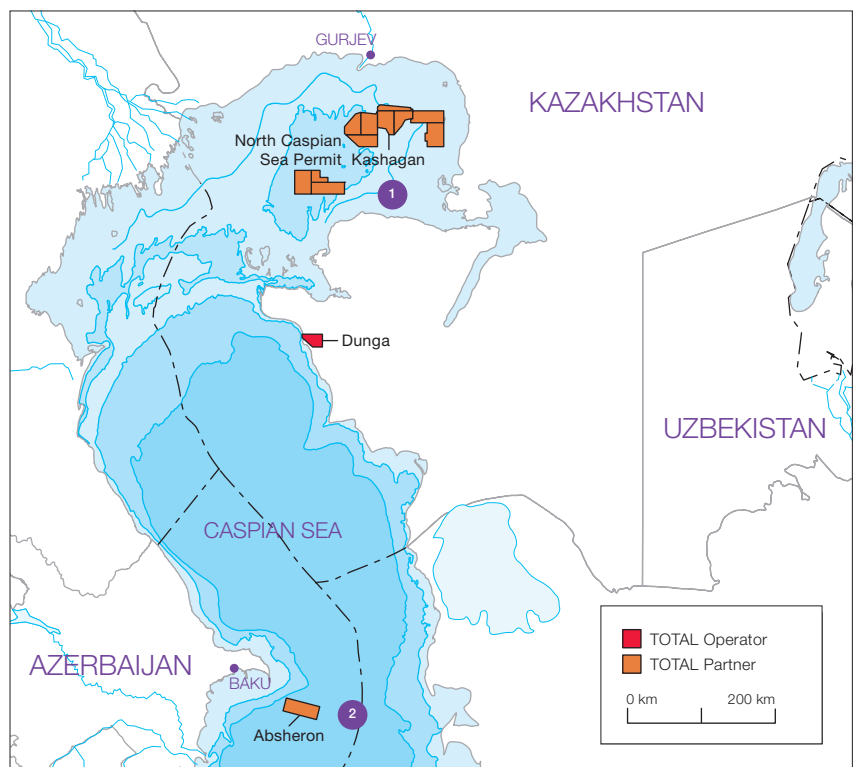 GURJEV
KAZAKHSTAN
North Caspian
Sea Permit Kashagan
1
Dunga
UZBEKISTAN
CASPIAN SEA
TOTAL Operator
TOTAL Partner
0 km 200 km
AZERBAIJAN
BAKU
2
Absheron